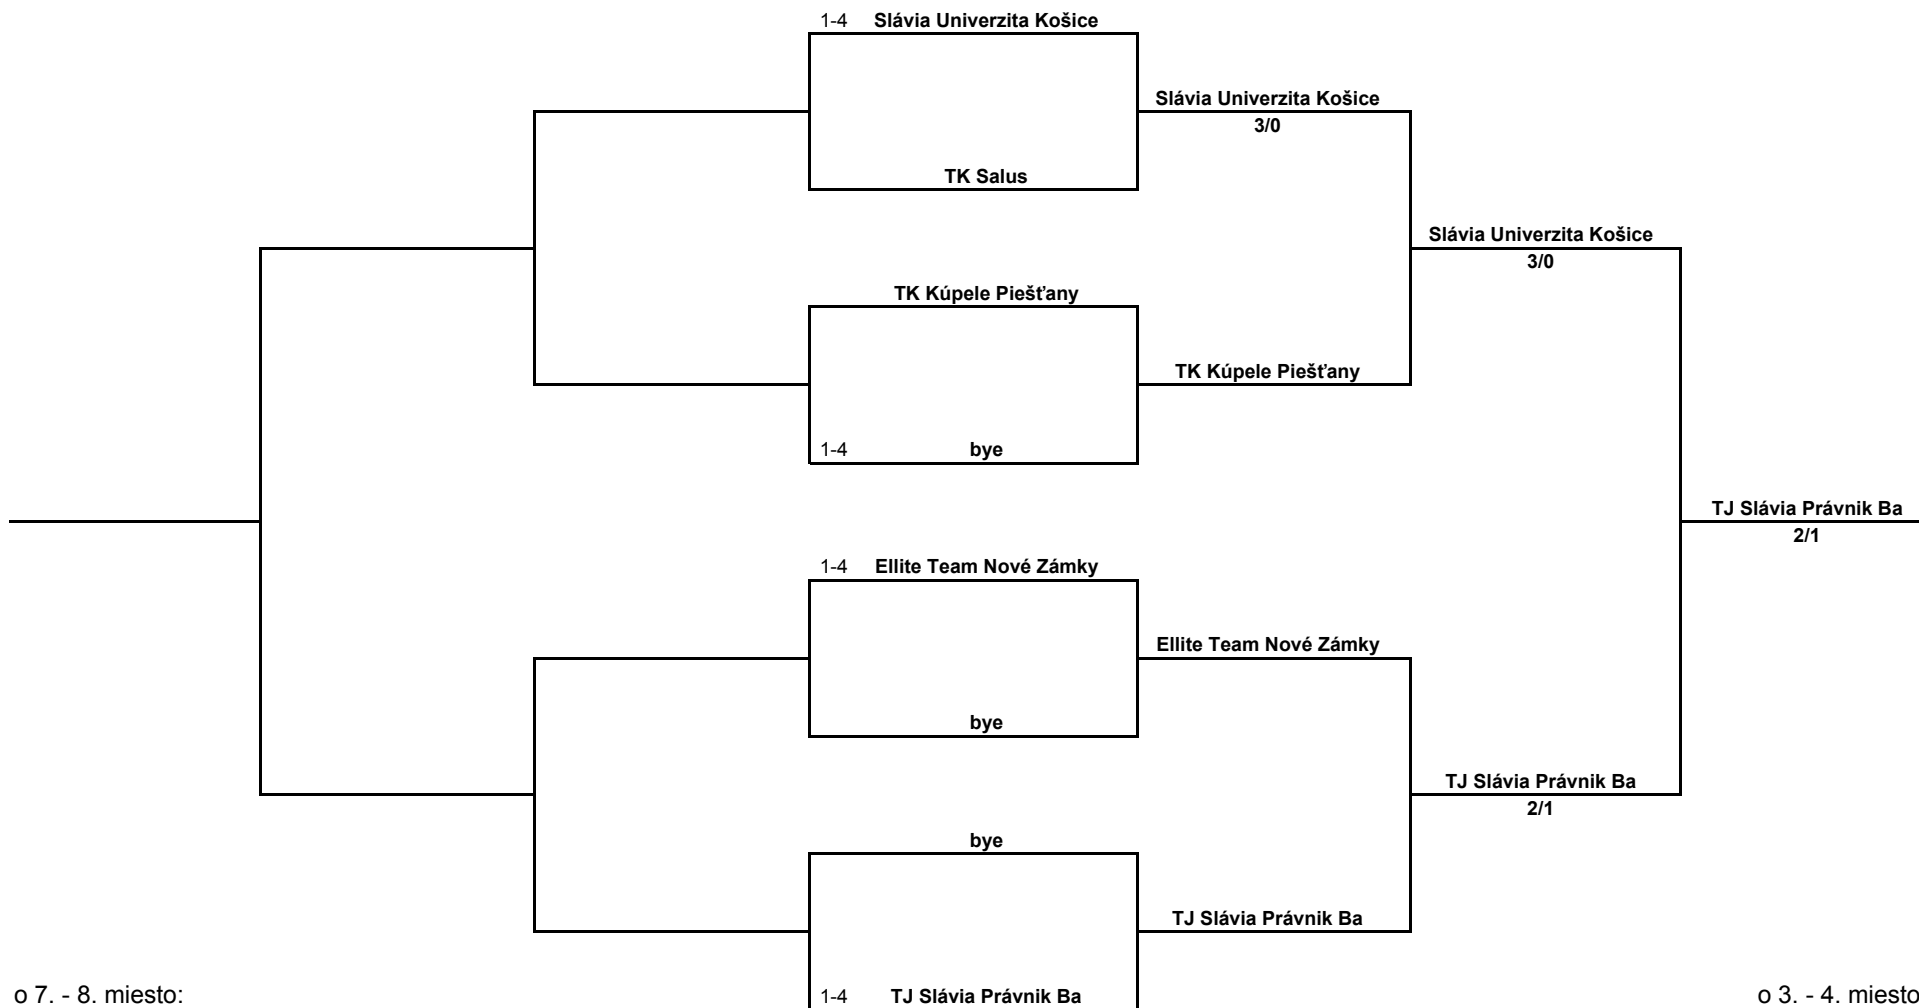 1-4 Slávia Univerzita Košice
Slávia Univerzita Košice
3/0
TK Salus
Slávia Univerzita Košice
3/0
TK Kúpele Piešťany
TK Kúpele Piešťany
1-4 bye
TJ Slávia Právnik Ba
2/1
1-4 Ellite Team Nové Zámky
Ellite Team Nové Zámky
bye
TJ Slávia Právnik Ba
2/1
bye
TJ Slávia Právnik Ba
o 7. - 8. miesto:
1-4 TJ Slávia Právnik Ba
o 3. - 4. miesto